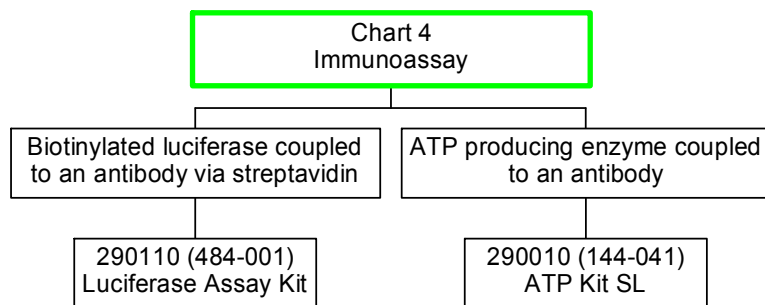 Chart 4
Immunoassay
Biotinylated luciferase coupled
to an antibody via streptavidin
ATP producing enzyme coupled
to an antibody
290110 (484-001)
Luciferase Assay Kit
290010 (144-041)
ATP Kit SL